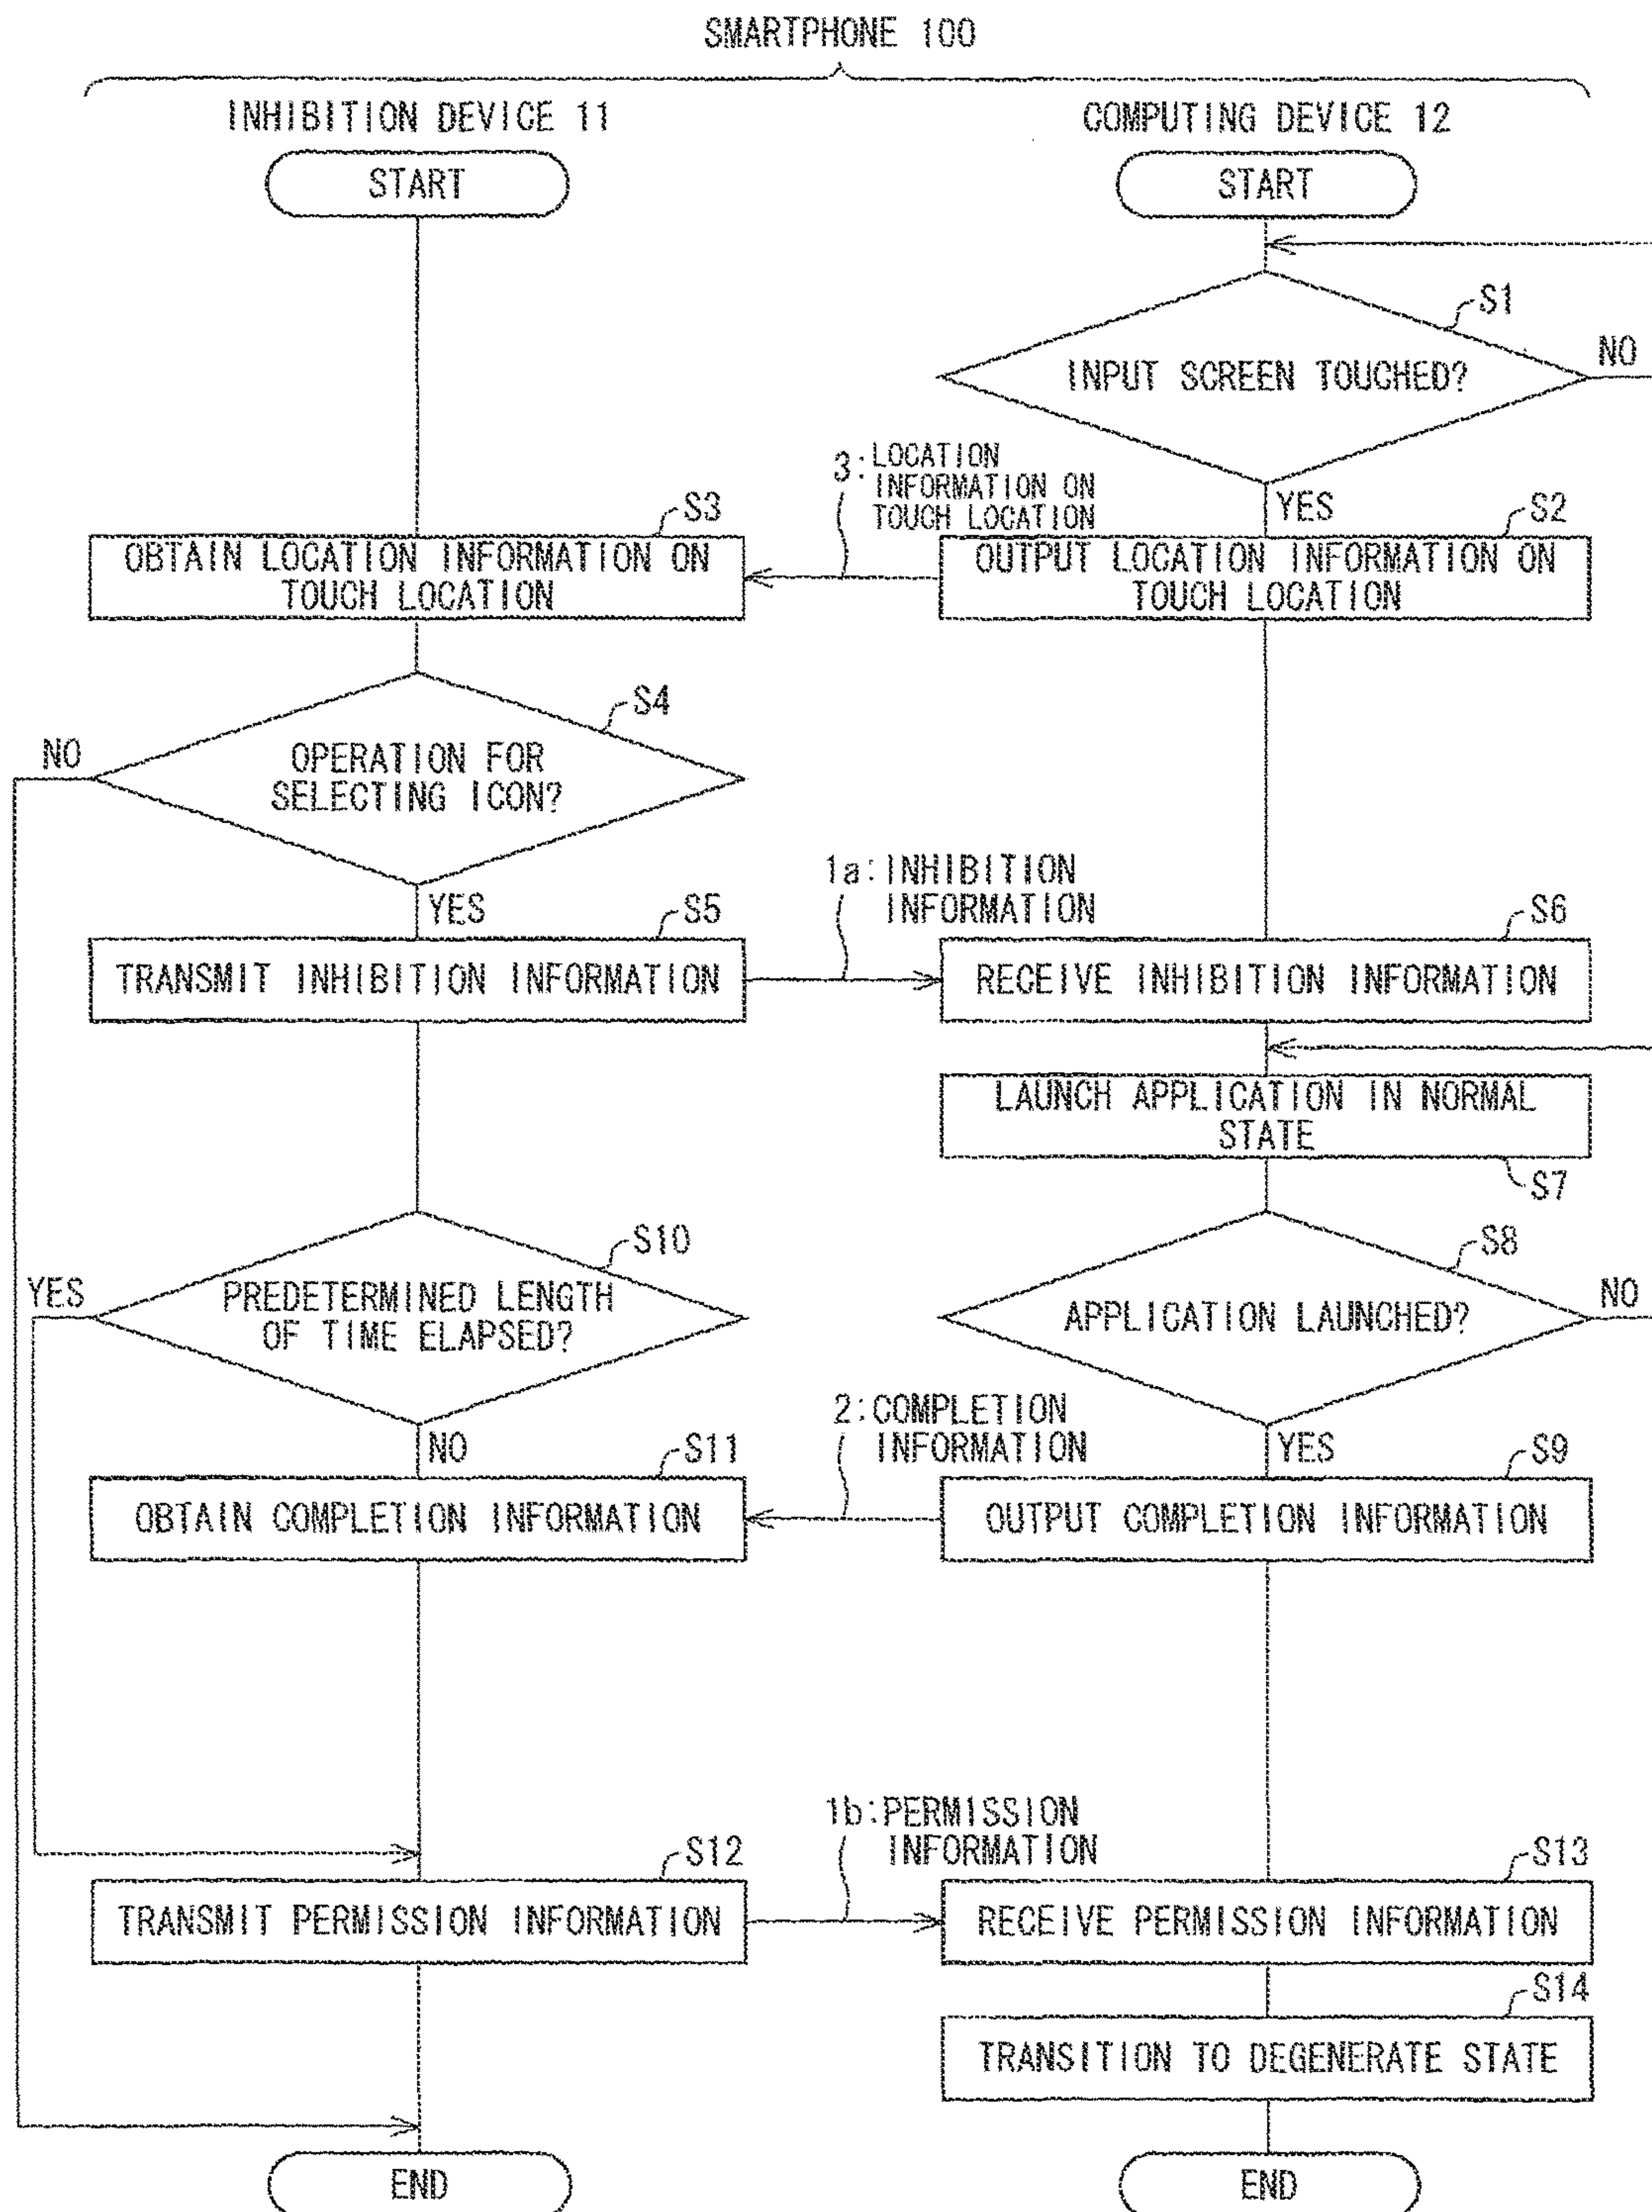 SMARTPHONE 100
INHIBITION DEVICE 11
COMPUTING DEVICE 12
START
START
S1
INPUT SCREEN TOUCHED?
NO
YES
3: LOCATION
INFORMATION ON
TOUCH LOCATION
S3
OBTAIN LOCATION INFORMATION ON
TOUCH LOCATION
S2
OUTPUT LOCATION INFORMATION ON
TOUCH LOCATION
S4
NO
OPERATION FOR
SELECTING ICON?
YES
1a: INHIBITION
INFORMATION
S5
TRANSMIT INHIBITION INFORMATION
S6
RECEIVE INHIBITION INFORMATION
LAUNCH APPLICATION IN NORMAL
STATE
S7
S10
YES
PREDETERMINED LENGTH
OF TIME ELAPSED?
NO
S8
APPLICATION LAUNCHED?
NO
YES
2: COMPLETION
INFORMATION
S11
OBTAIN COMPLETION INFORMATION
S9
OUTPUT COMPLETION INFORMATION
1b: PERMISSION
INFORMATION
S12
TRANSMIT PERMISSION INFORMATION
S13
RECEIVE PERMISSION INFORMATION
S14
TRANSITION TO DEGENERATE STATE
END
END